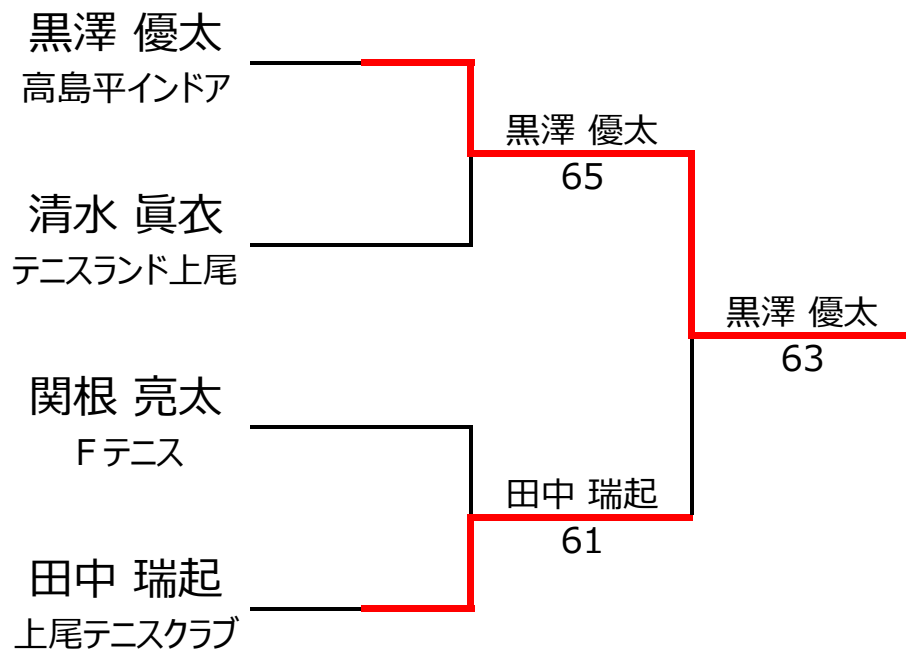 黒澤 優太
高島平インドア
黒澤 優太
65
清水 眞衣
テニスランド上尾
黒澤 優太
63
関根 亮太
Fテニス
田中 瑞起
61
田中 瑞起
上尾テニスクラブ